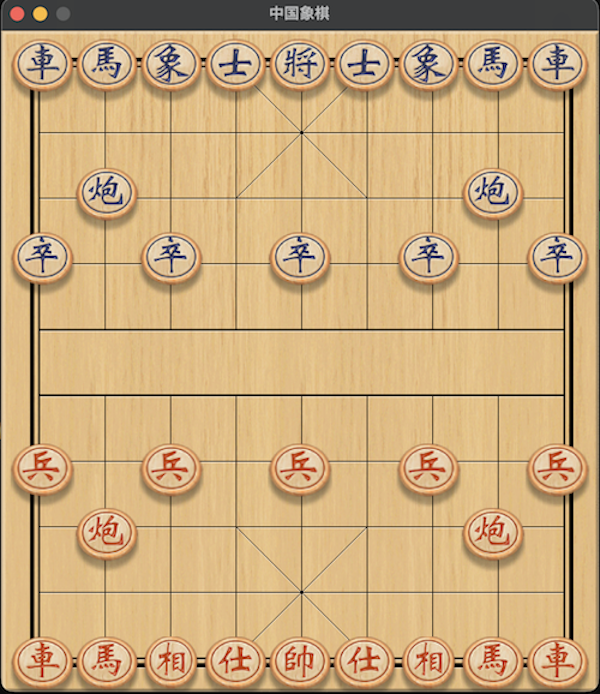 中国象棋
車馬象士將士象馬車
炮炮
卒卒卒卒卒
兵兵兵兵兵
炮炮
車馬相仕帥仕相馬車